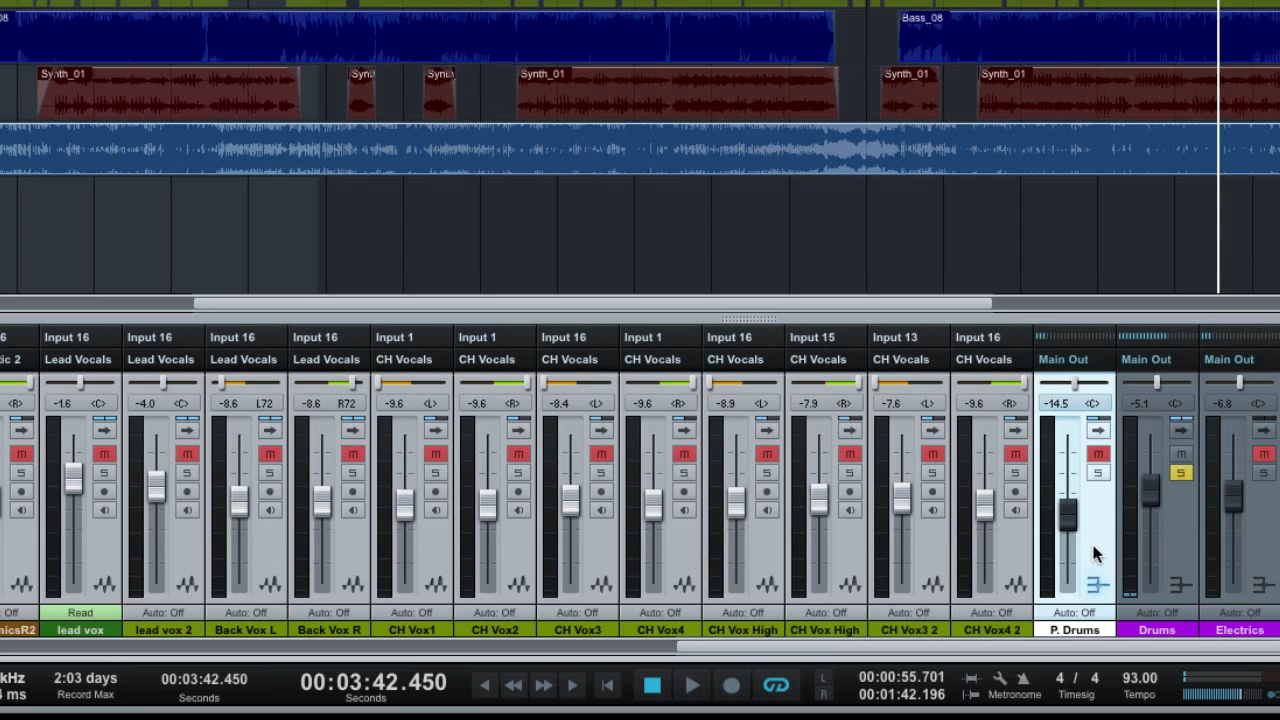 08
Bass_08
Synth_01
Synt
Synth
Synth_01
Synth_01
Synth_01
6 Input 16 Input 16 Input 16 Input 16 Input 1 Input 1 Input 16 Input 1 Input 16 Input 15 Input 13 Input 16
tic 2 Lead Vocals Lead Vocals Lead Vocals Lead Vocals CH Vocals CH Vocals CH Vocals CH Vocals CH Vocals CH Vocals CH Vocals CH Vocals Main Out Main Out Main Out
<R> -1.6 <C> -4.0 <C> -8.6 L72 -8.6 R72 -9.6 <L> -9.6 <R> -8.4 <L> -9.6 <R> -8.9 <L> -7.9 <R> -7.6 <L> -9.6 <R> -14.5 <C> -5.1 <C> -6.8 <C>
m m m m m m m m m m m m m m m m
S S S S S S S S S S S S S S S S
: Off Read Auto: Off Auto: Off Auto: Off Auto: Off Auto: Off Auto: Off Auto: Off Auto: Off Auto: Off Auto: Off Auto: Off Auto: Off Auto: Off Auto: Off
nicsR2 lead vox lead vox 2 Back Vox L Back Vox R CH Vox1 CH Vox2 CH Vox3 CH Vox4 CH Vox High CH Vox High CH Vox3 2 CH Vox4 2 P. Drums Drums Electrics
kHz 2:03 days 00:03:42.450 00:03:42.450 L 00:00:55.701 4 / 4 93.00
4 ms Record Max Seconds Seconds R 00:01:42.196 Metronome Timesig Tempo